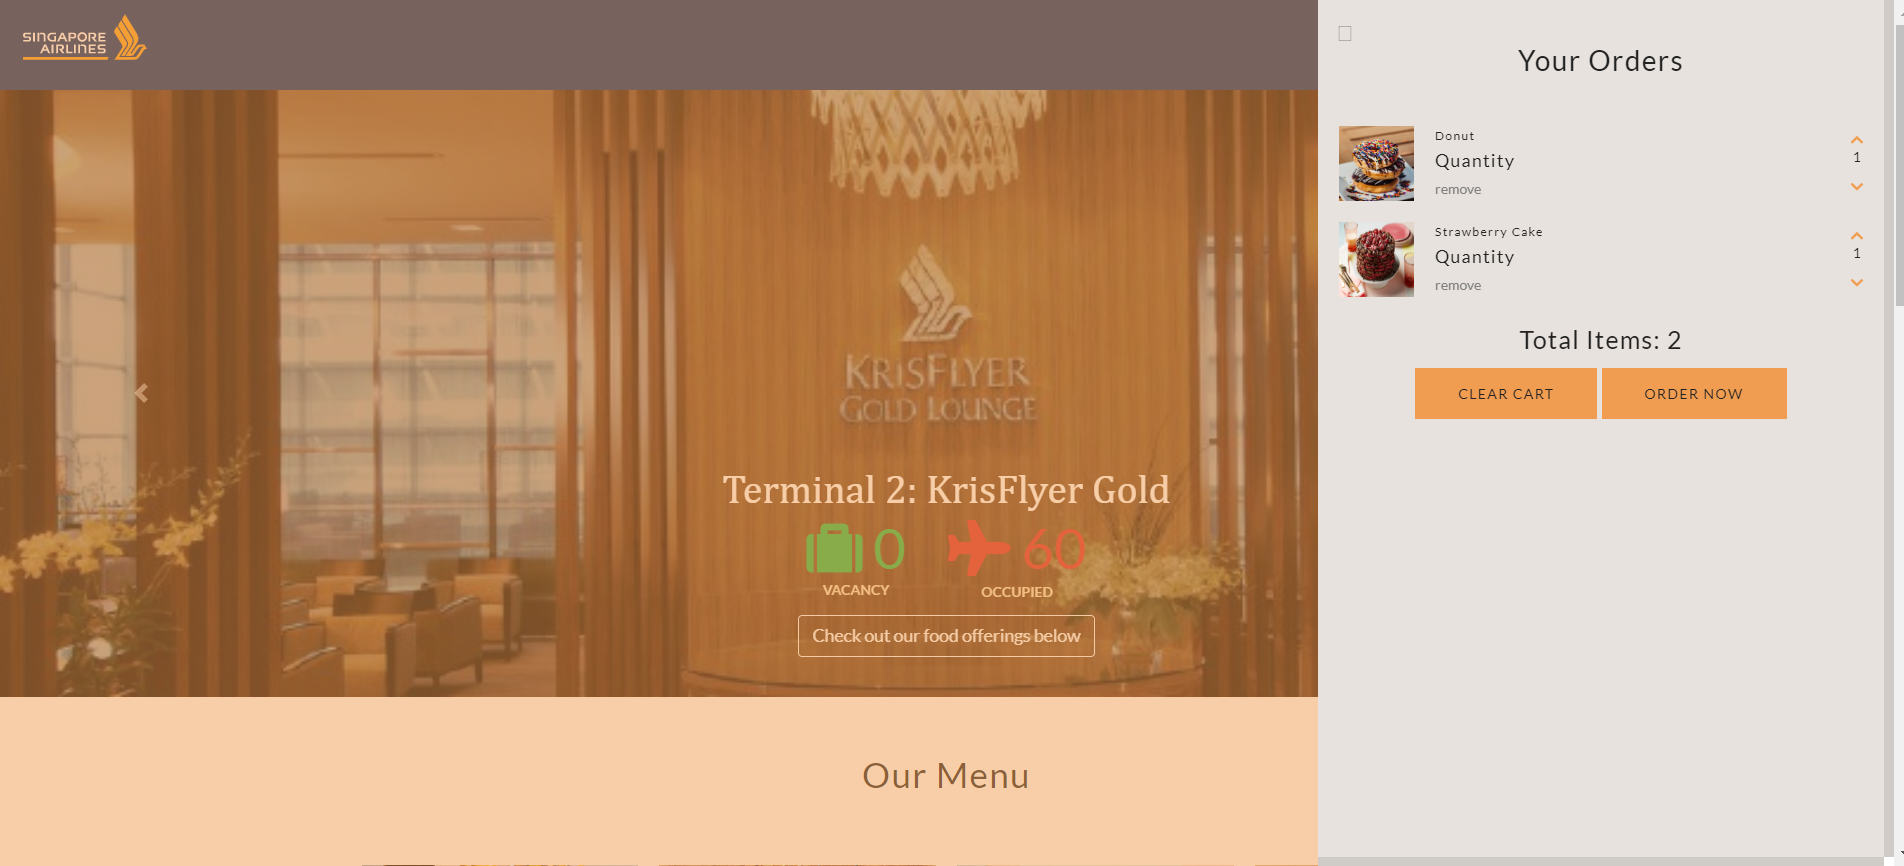 SINGAPORE
AIRLINES
KRISFLYER
GOLD LOUNGE
Terminal 2: KrisFlyer Gold
0
60
VACANCY
OCCUPIED
Check out our food offerings below
Our Menu
Your Orders
Donut
Quantity
remove
1
Strawberry Cake
Quantity
remove
1
Total Items: 2
CLEAR CART
ORDER NOW